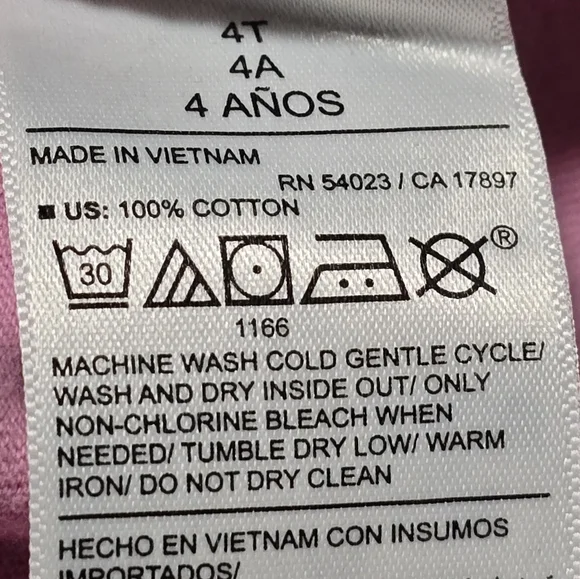 4T
4A
4 AÑOS
MADE IN VIETNAM
RN 54023 / CA 17897
US: 100% COTTON
30
®
1166
MACHINE WASH COLD GENTLE CYCLE/
WASH AND DRY INSIDE OUT/ ONLY
NON-CHLORINE BLEACH WHEN
NEEDED/ TUMBLE DRY LOW/ WARM
IRON/ DO NOT DRY CLEAN
HECHO EN VIETNAM CON INSUMOS
IMPORTADOS/